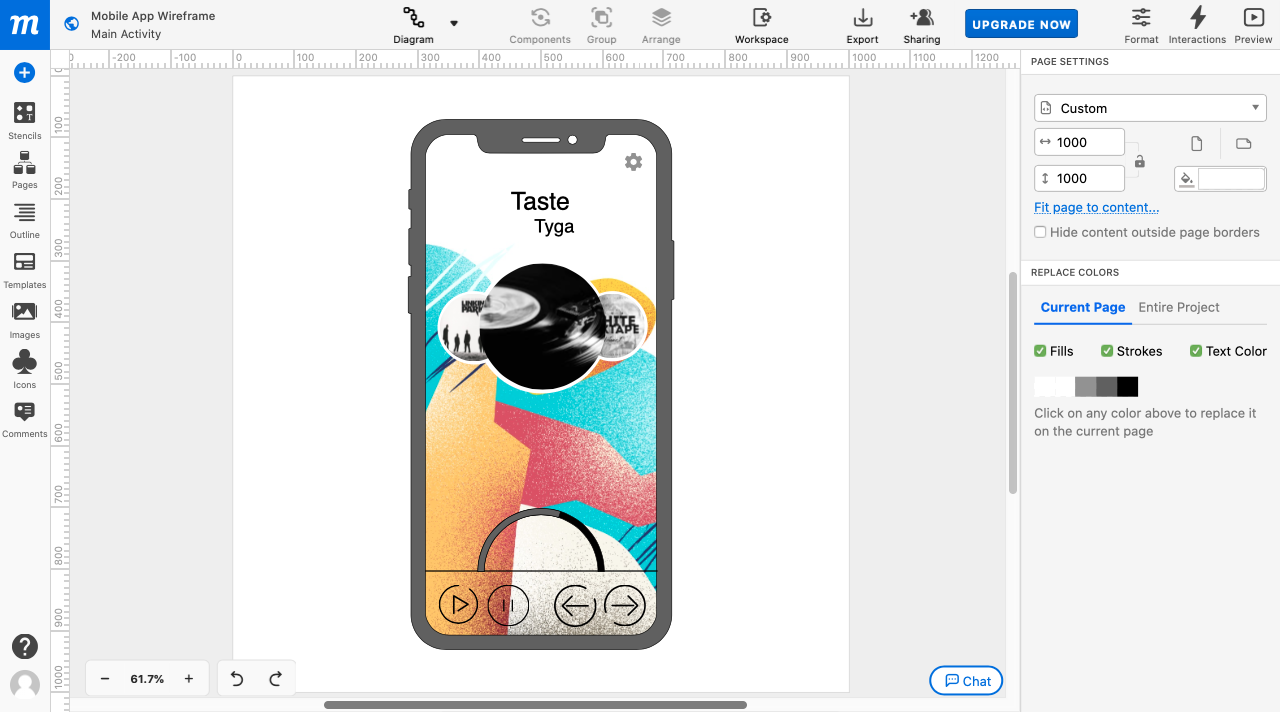 m
Mobile App Wireframe
Main Activity
Diagram
Components
Group
Arrange
Workspace
Export
Sharing
UPGRADE NOW
Format
Interactions
Preview
-200
-100
0
100
200
300
400
500
600
700
800
900
1000
1100
1200
0
100
200
300
400
500
600
700
800
900
1000
Stencils
Pages
Outline
Templates
Images
Icons
Comments
Taste
Tyga
LINKIN
PARK
61.7%
Chat
PAGE SETTINGS
Custom
1000
1000
Fit page to content...
Hide content outside page borders
REPLACE COLORS
Current Page
Entire Project
Fills
Strokes
Text Color
Click on any color above to replace it
on the current page